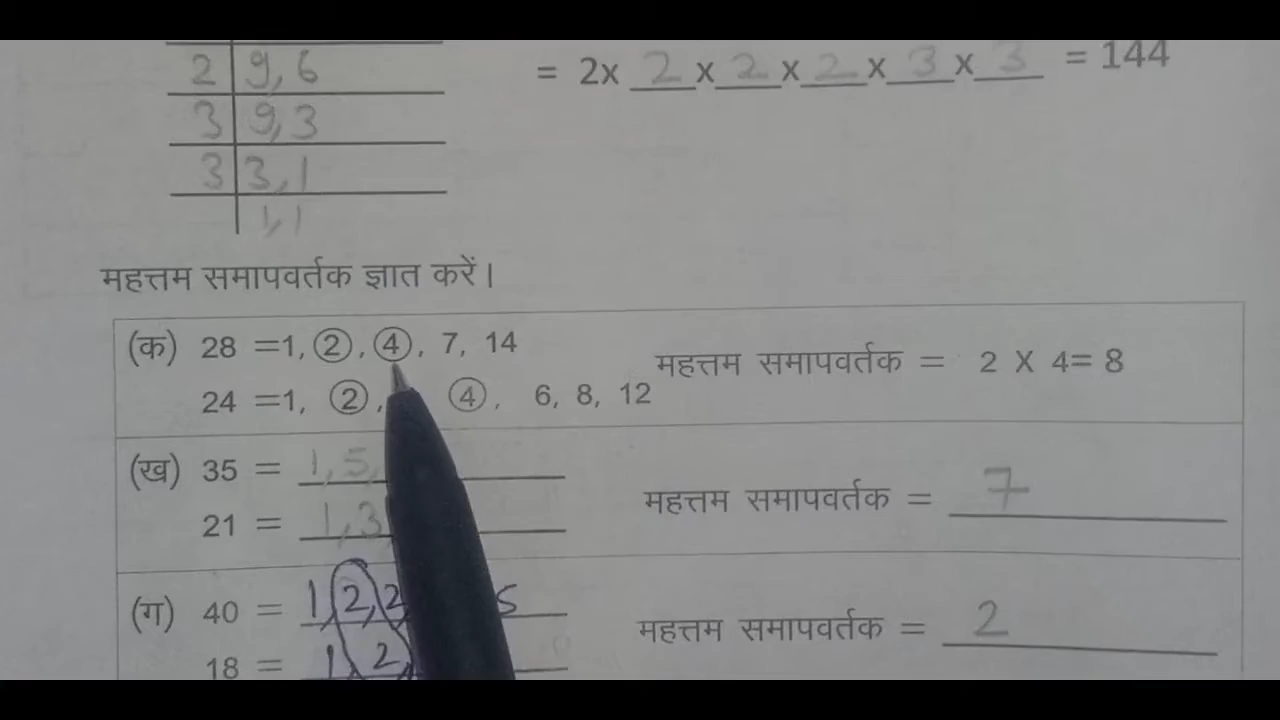 2 9, 6
= 2x 2 x 2 x 2 x 3 x 3 = 144
3 9, 3
3 3, 1
1, 1
महत्तम समापवर्तक ज्ञात करें।
(क) 28 =1, 2, 4, 7, 14
महत्तम समापवर्तक = 2 X 4= 8
24 =1, 2, 4, 6, 8, 12
(ख) 35 = 1, 5,
महत्तम समापवर्तक = 7
21 = 1, 3
(ग) 40 = 1, 2, 2 5
महत्तम समापवर्तक = 2
18 = 1, 2,